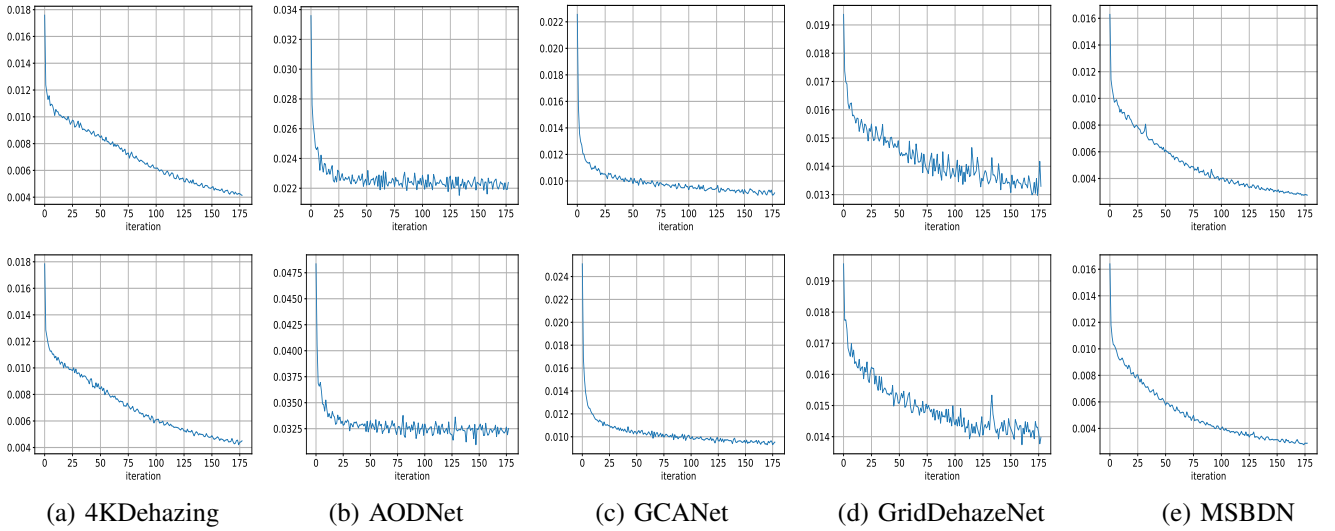 0.018
0.016
0.014
0.012
0.010
0.008
0.006
0.004
0 25 50 75 100 125 150 175
iteration
0.034
0.032
0.030
0.028
0.026
0.024
0.022
0 25 50 75 100 125 150 175
iteration
0.022
0.020
0.018
0.016
0.014
0.012
0.010
0 25 50 75 100 125 150 175
iteration
0.019
0.018
0.017
0.016
0.015
0.014
0.013
0 25 50 75 100 125 150 175
iteration
0.016
0.014
0.012
0.010
0.008
0.006
0.004
0 25 50 75 100 125 150 175
iteration
0.018
0.016
0.014
0.012
0.010
0.008
0.006
0.004
0 25 50 75 100 125 150 175
iteration
0.0475
0.0450
0.0425
0.0400
0.0375
0.0350
0.0325
0 25 50 75 100 125 150 175
iteration
0.024
0.022
0.020
0.018
0.016
0.014
0.012
0.010
0 25 50 75 100 125 150 175
iteration
0.019
0.018
0.017
0.016
0.015
0.014
0 25 50 75 100 125 150 175
iteration
0.016
0.014
0.012
0.010
0.008
0.006
0.004
0 25 50 75 100 125 150 175
iteration
(a) 4KDehazing
(b) AODNet
(c) GCANet
(d) GridDehazeNet
(e) MSBDN